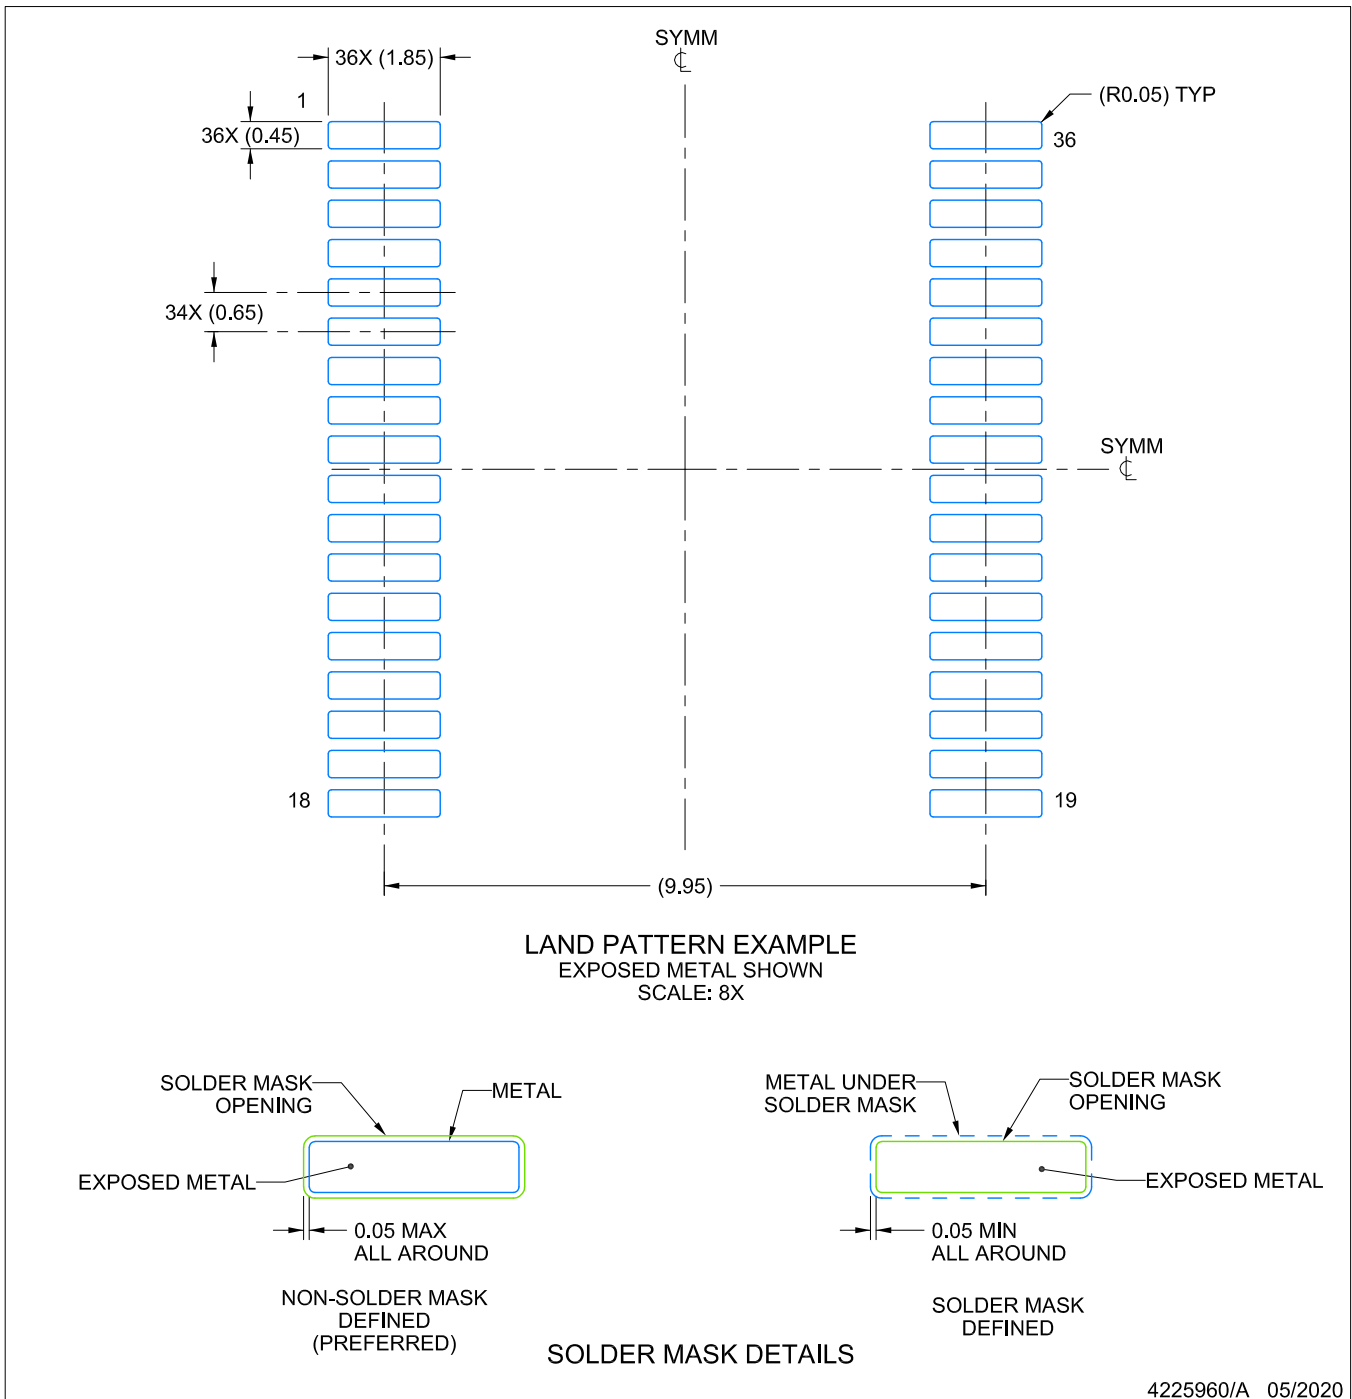 SYMM
℄
36X (1.85)
1
(R0.05) TYP
36X (0.45)
36
34X (0.65)
SYMM
℄
18
19
(9.95)
LAND PATTERN EXAMPLE
EXPOSED METAL SHOWN
SCALE: 8X
SOLDER MASK
OPENING
METAL
EXPOSED METAL
0.05 MAX
ALL AROUND
NON-SOLDER MASK
DEFINED
(PREFERRED)
METAL UNDER
SOLDER MASK
SOLDER MASK
OPENING
EXPOSED METAL
0.05 MIN
ALL AROUND
SOLDER MASK
DEFINED
SOLDER MASK DETAILS
4225960/A 05/2020